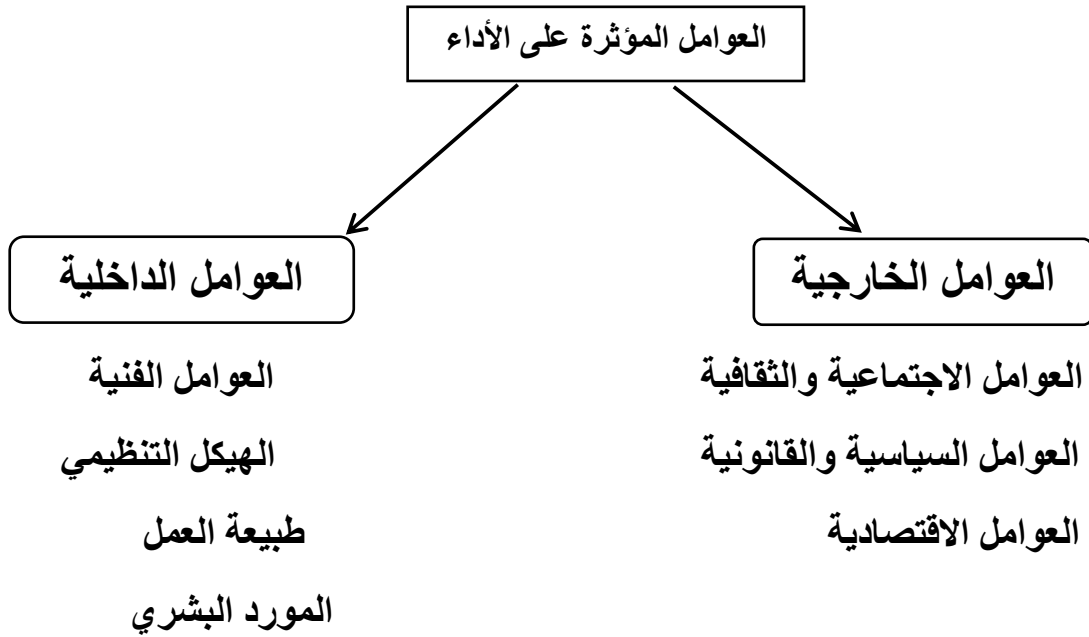 العوامل المؤثرة على الأداء
العوامل الخارجية
العوامل الاجتماعية والثقافية
العوامل السياسية والقانونية
العوامل الاقتصادية
العوامل الداخلية
العوامل الفنية
الهيكل التنظيمي
طبيعة العمل
المورد البشري